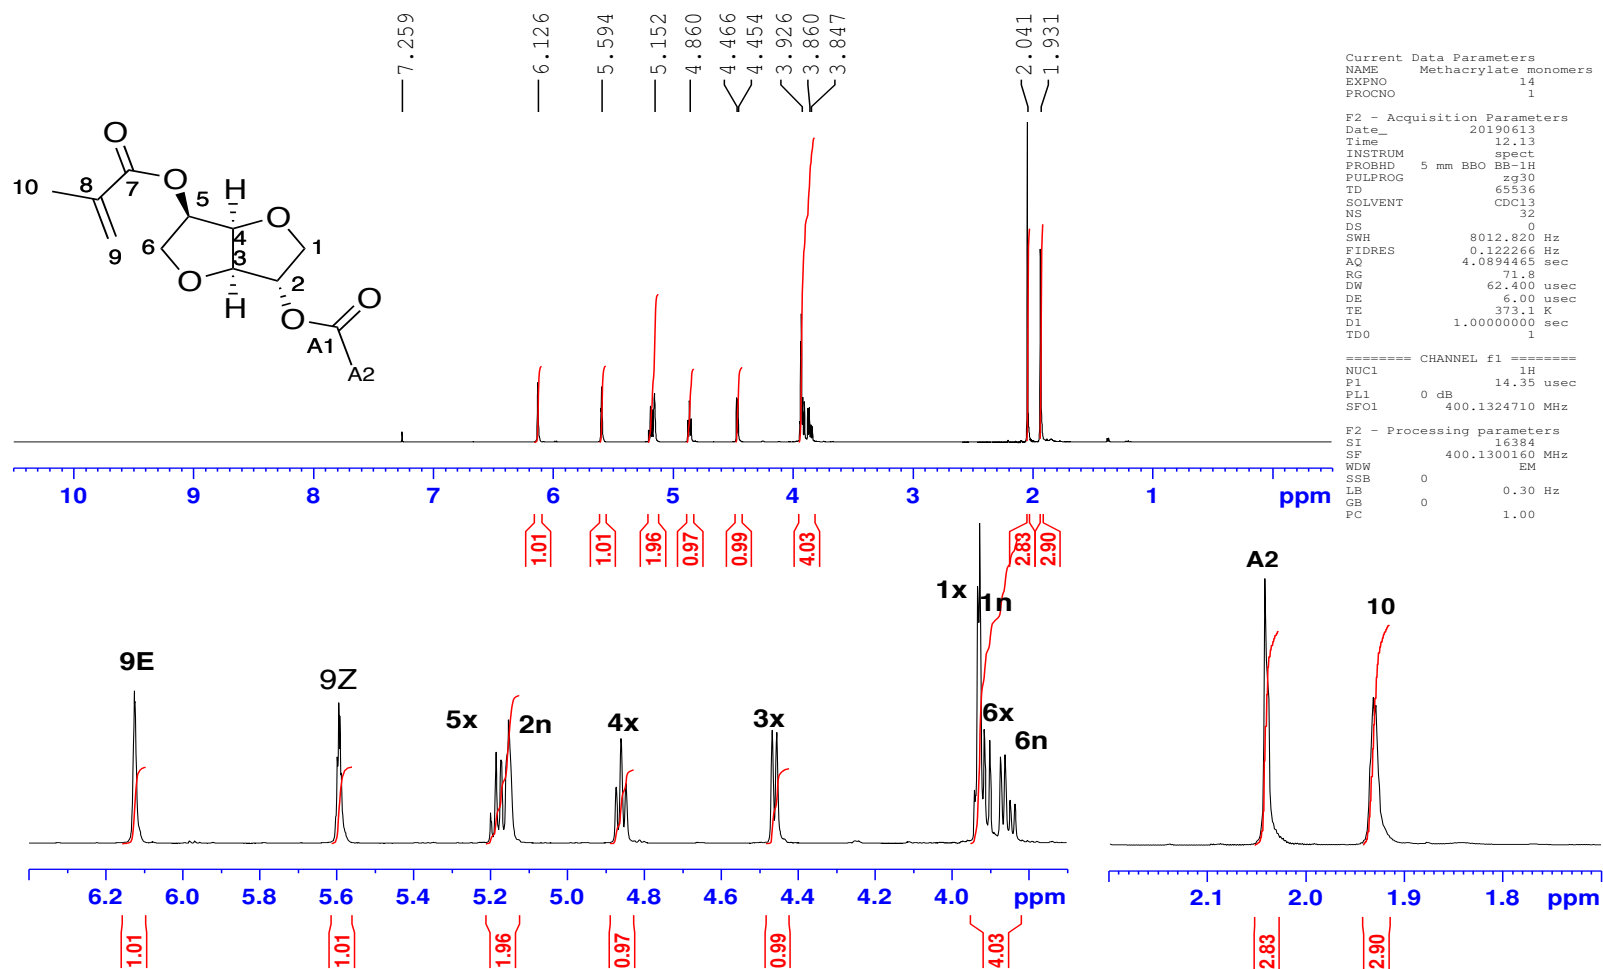 7.259
6.126
5.594
5.152
4.860
4.466
4.454
3.926
3.860
3.847
2.041
1.931
Current Data Parameters
NAME Methacrylate monomers
EXPNO 14
PROCNO 1
F2 - Acquisition Parameters
Date_ 20190613
Time 12.13
INSTRUM spect
PROBHD 5 mm BBO BB-1H
PULPROG zg30
TD 65536
SOLVENT CDCl3
NS 32
DS 0
SWH 8012.820 Hz
FIDRES 0.122266 Hz
AQ 4.0894465 sec
RG 71.8
DW 62.400 usec
DE 6.00 usec
TE 373.1 K
D1 1.00000000 sec
TD0 1
======== CHANNEL f1 ========
NUC1 1H
P1 14.35 usec
PL1 0 dB
SFO1 400.1324710 MHz
F2 - Processing parameters
SI 16384
SF 400.1300160 MHz
WDW EM
SSB 0
LB 0.30 Hz
GB 0
PC 1.00
O
10 8 7 O H
5 O
9 6 4 1
3
O 2
H O O
A1
A2
10 9 8 7 6 5 4 3 2 1 ppm
1.01 1.01 1.96 0.97 0.99 4.03 2.83 2.90
9E 9Z 5x 2n 4x 3x 1x 1n 6x 6n A2 10
6.2 6.0 5.8 5.6 5.4 5.2 5.0 4.8 4.6 4.4 4.2 4.0 ppm
2.1 2.0 1.9 1.8 ppm
1.01 1.01 1.96 0.97 0.99 4.03 2.83 2.90